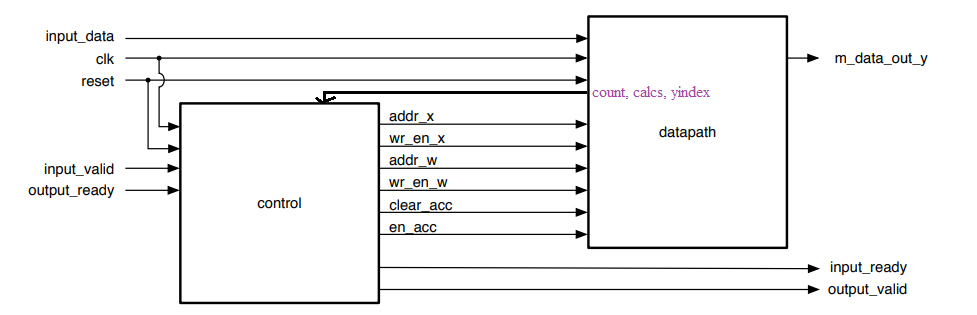 input_data
clk
reset
m_data_out_y
count, calcs, yindex
datapath
addr_x
wr_en_x
addr_w
wr_en_w
clear_acc
en_acc
input_valid
output_ready
control
input_ready
output_valid